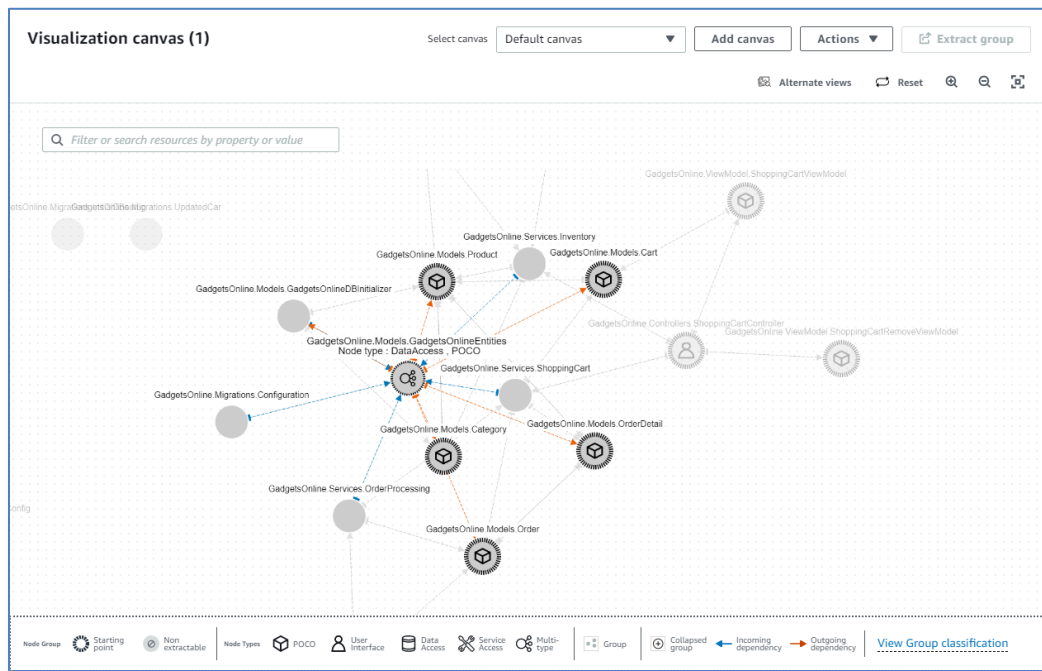 Visualization canvas (1)
Select canvas
Default canvas
Add canvas
Actions
Extract group
Alternate views
Reset
Filter or search resources by property or value
GadgetsOnline.ViewModel.ShoppingCartViewModel
GadgetsOnline.Migrations.UpdatedCar
GadgetsOnline.Services.Inventory
GadgetsOnline.Models.Product
GadgetsOnline.Models.Cart
GadgetsOnline.Models.GadgetsOnlineDBInitializer
GadgetsOnline.Controllers.ShoppingCartController
GadgetsOnline.ViewModel.ShoppingCartRemoveViewModel
GadgetsOnline.Models.GadgetsOnlineEntities
Node type : DataAccess , POCO
GadgetsOnline.Services.ShoppingCart
GadgetsOnline.Migrations.Configuration
GadgetsOnline.Models.Category
GadgetsOnline.Models.OrderDetail
GadgetsOnline.Services.OrderProcessing
onfig
GadgetsOnline.Models.Order
Node Group
Starting
point
Non
extractable
Node Types
POCO
User
Interface
Data
Access
Service
Access
Multi-
type
Group
Collapsed
group
Incoming
dependency
Outgoing
dependency
View Group classification